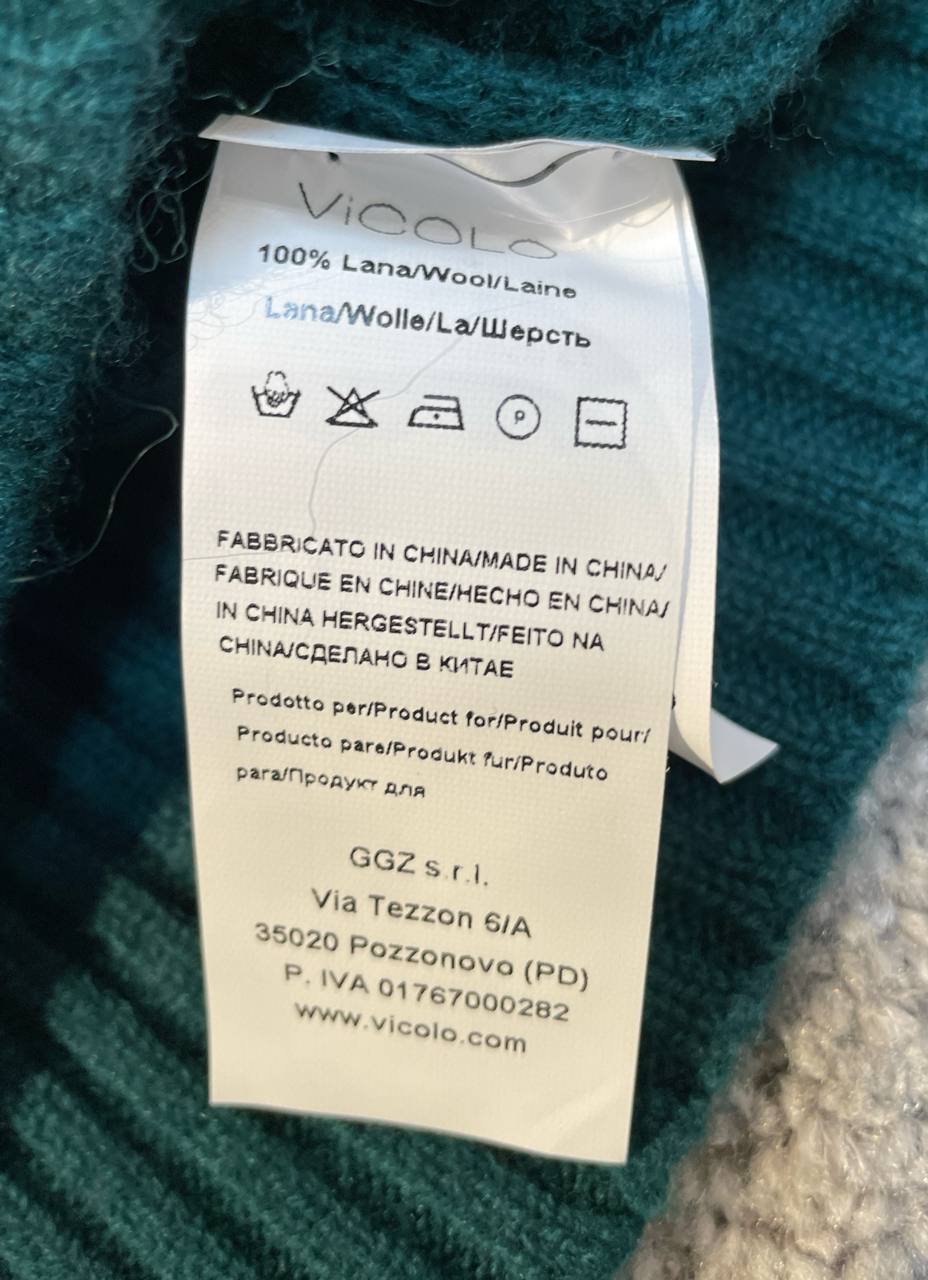 ViCOLO
100% Lana/Wool/Laine
Lana/Wolle/La/Шерсть
P
FABBRICATO IN CHINA/MADE IN CHINA/
FABRIQUE EN CHINE/HECHO EN CHINA/
IN CHINA HERGESTELLT/FEITO NA
CHINA/СДЕЛАНО В КИТАЕ
Prodotto per/Product for/Produit pour/
Producto para/Produkt fur/Produto
para/Продукт для
GGZ s.r.l.
Via Tezzon 6/A
35020 Pozzonovo (PD)
P. IVA 01767000282
www.vicolo.com